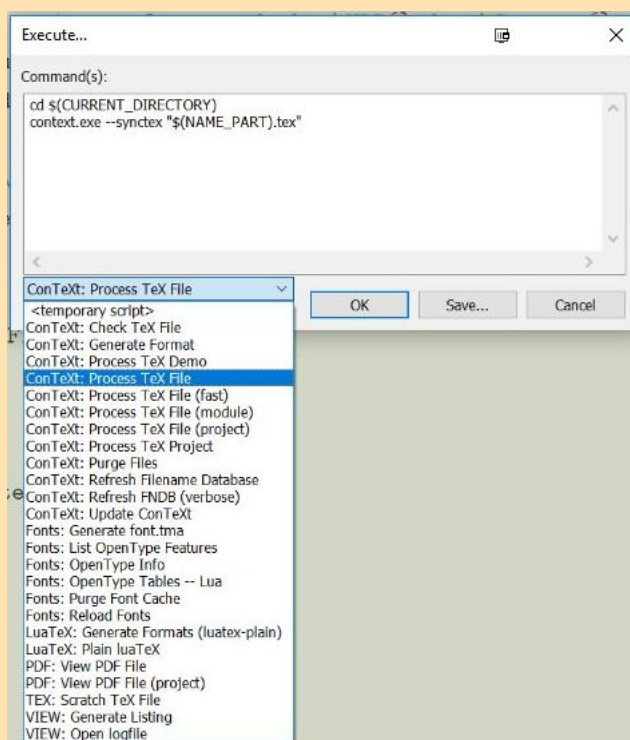 Execute...
Command(s):
cd $(CURRENT_DIRECTORY)
context.exe --synctex "$(NAME_PART).tex"
ConTeXt: Process TeX File
OK Save... Cancel
<temporary script>
ConTeXt: Check TeX File
ConTeXt: Generate Format
ConTeXt: Process TeX Demo
ConTeXt: Process TeX File
ConTeXt: Process TeX File (fast)
ConTeXt: Process TeX File (module)
ConTeXt: Process TeX File (project)
ConTeXt: Process TeX Project
ConTeXt: Purge Files
ConTeXt: Refresh Filename Database
ConTeXt: Refresh FNDB (verbose)
ConTeXt: Update ConTeXt
Fonts: Generate font.tma
Fonts: List OpenType Features
Fonts: OpenType Info
Fonts: OpenType Tables -- Lua
Fonts: Purge Font Cache
Fonts: Reload Fonts
LuaTeX: Generate Formats (luatex-plain)
LuaTeX: Plain luaTeX
PDF: View PDF File
PDF: View PDF File (project)
TEX: Scratch TeX File
VIEW: Generate Listing
VIEW: Open logfile